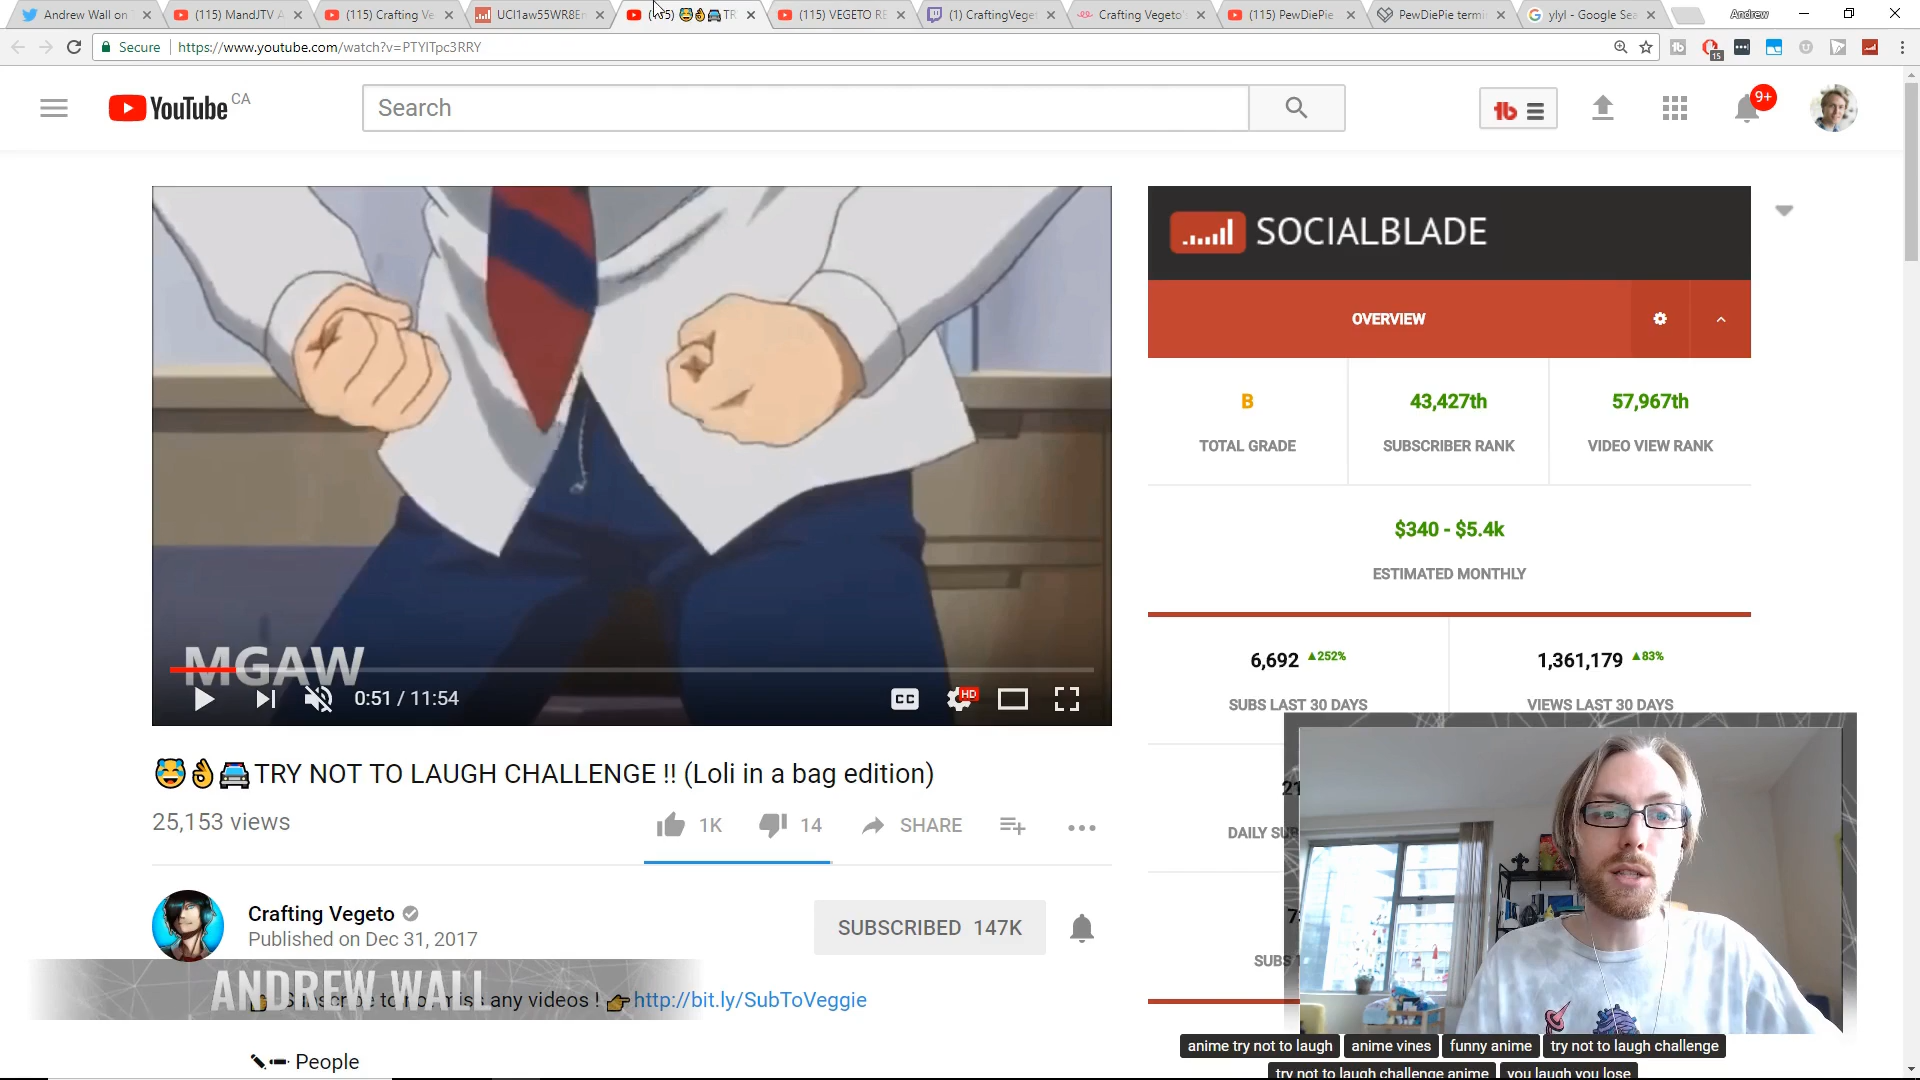 Andrew Wall on
(115) MandJTV A
(115) Crafting Ve
UCI1aw55WR8Er
(1) CraftingVeget
(115) VEGETO RE
Crafting Vegeto's
(115) PewDiePie
PewDiePie termi
ylyl - Google Sea
Andrew
Secure
https://www.youtube.com/watch?v=PTYITpc3RRY
15
YouTube CA
Search
9+
SOCIALBLADE
OVERVIEW
B 43,427th 57,967th
TOTAL GRADE SUBSCRIBER RANK VIDEO VIEW RANK
$340 - $5.4k
ESTIMATED MONTHLY
6,692 ▲252% 1,361,179 ▲83%
SUBS LAST 30 DAYS VIEWS LAST 30 DAYS
DAILY SUB
SUBS
MGAW
0:51 / 11:54
CC HD
😹👌🚘TRY NOT TO LAUGH CHALLENGE !! (Loli in a bag edition)
25,153 views
1K 14 SHARE
Crafting Vegeto
Published on Dec 31, 2017
SUBSCRIBED 147K
ANDREW WALL
any videos ! 👉 http://bit.ly/SubToVeggie
People
anime try not to laugh anime vines funny anime try not to laugh challenge
try not to laugh challenge anime you laugh you lose